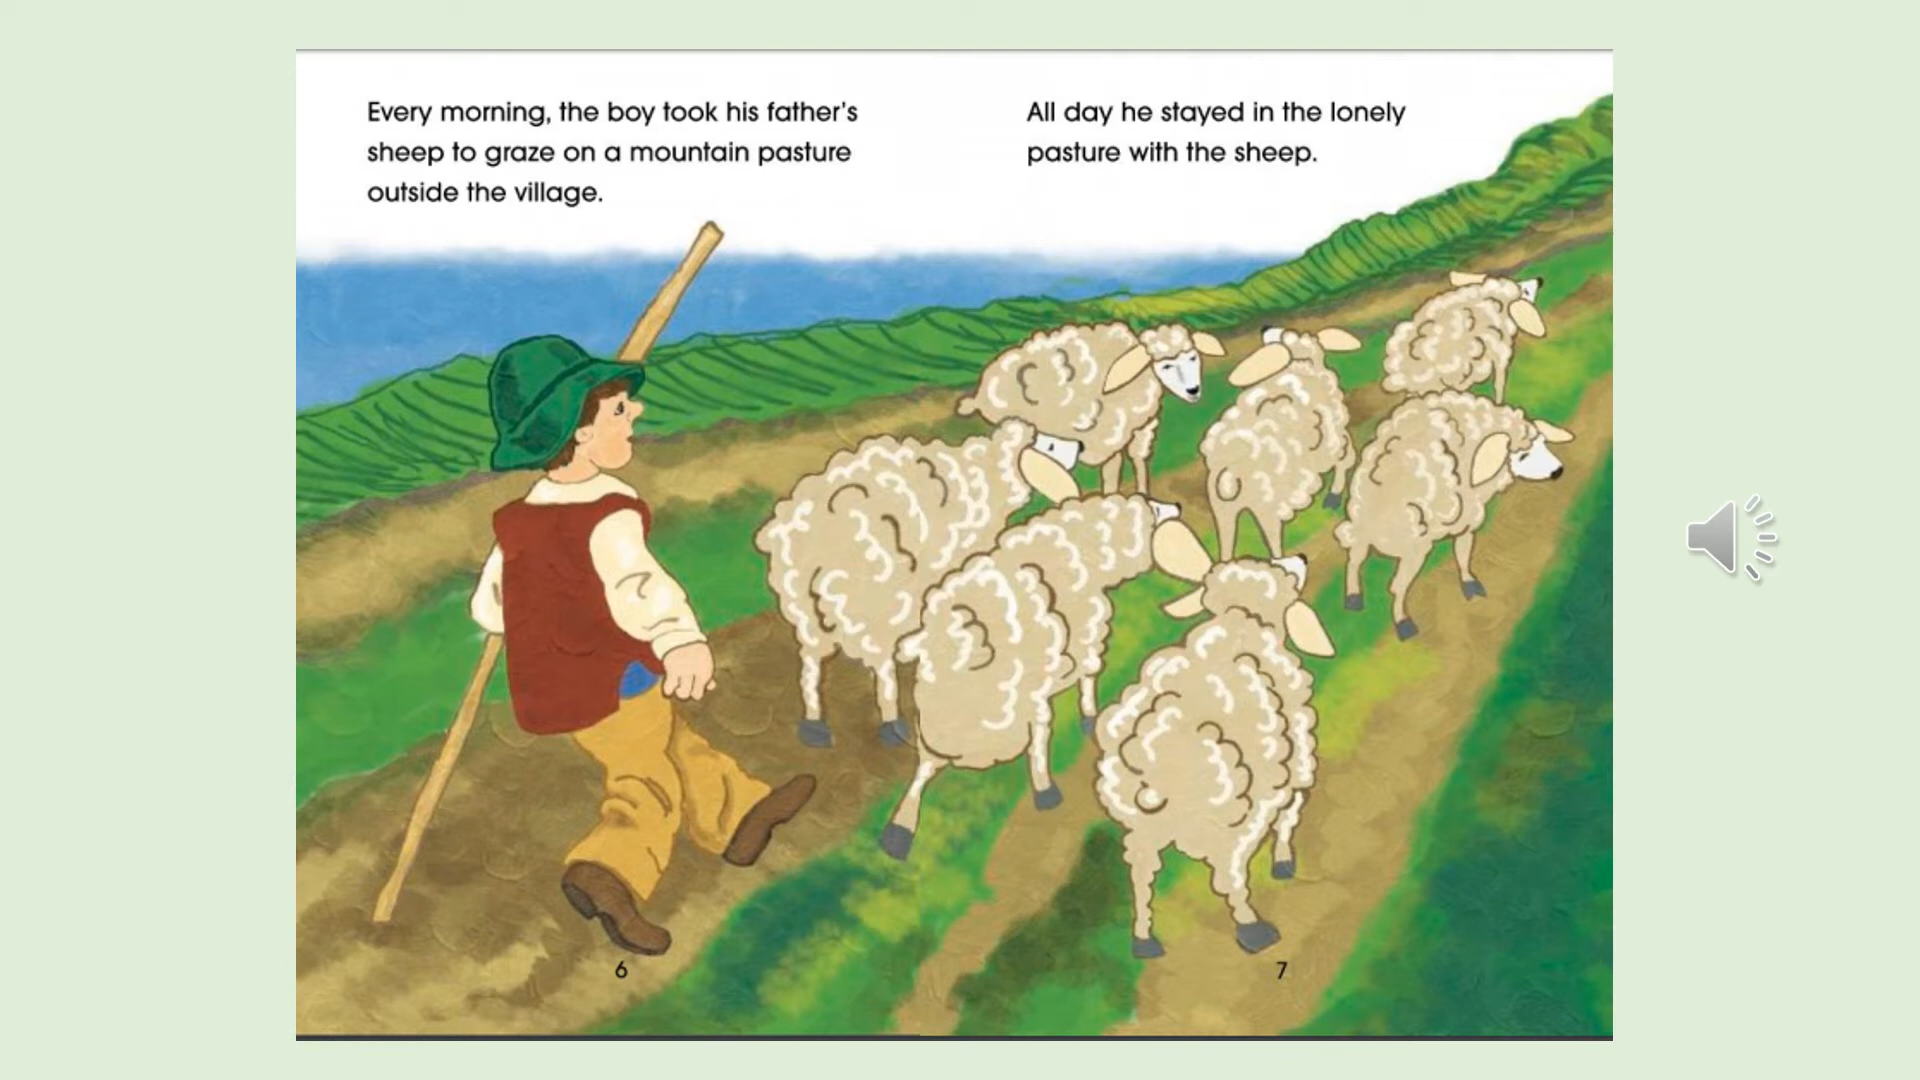 Every morning, the boy took his father's
sheep to graze on a mountain pasture
outside the village.
6
All day he stayed in the lonely
pasture with the sheep.
7